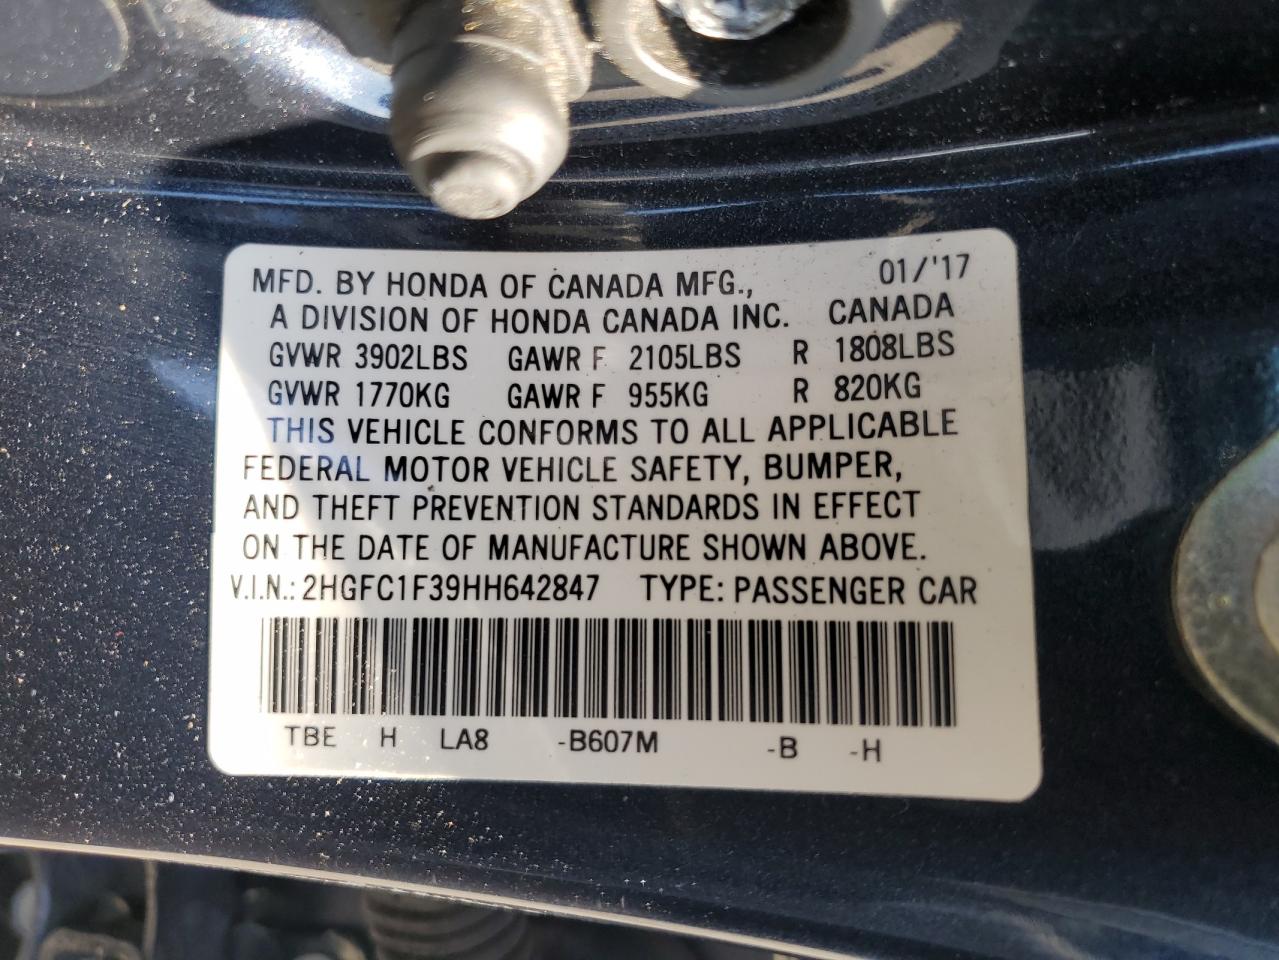 MFD. BY HONDA OF CANADA MFG., 01/'17
A DIVISION OF HONDA CANADA INC. CANADA
GVWR 3902LBS GAWR F 2105LBS R 1808LBS
GVWR 1770KG GAWR F 955KG R 820KG
THIS VEHICLE CONFORMS TO ALL APPLICABLE
FEDERAL MOTOR VEHICLE SAFETY, BUMPER,
AND THEFT PREVENTION STANDARDS IN EFFECT
ON THE DATE OF MANUFACTURE SHOWN ABOVE.
V.I.N.: 2HGFC1F39HH642847 TYPE: PASSENGER CAR
TBE H LA8 -B607M -B -H